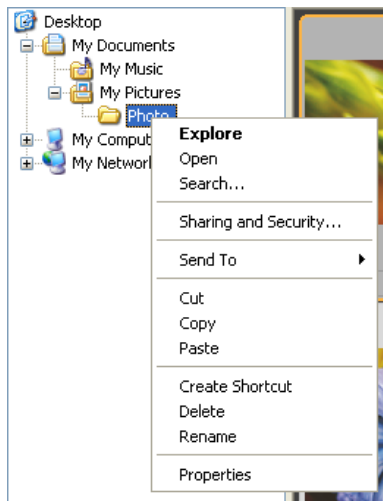 Desktop
My Documents
My Music
My Pictures
Photo
My Comput
My Networ
Explore
Open
Search...
Sharing and Security...
Send To
Cut
Copy
Paste
Create Shortcut
Delete
Rename
Properties